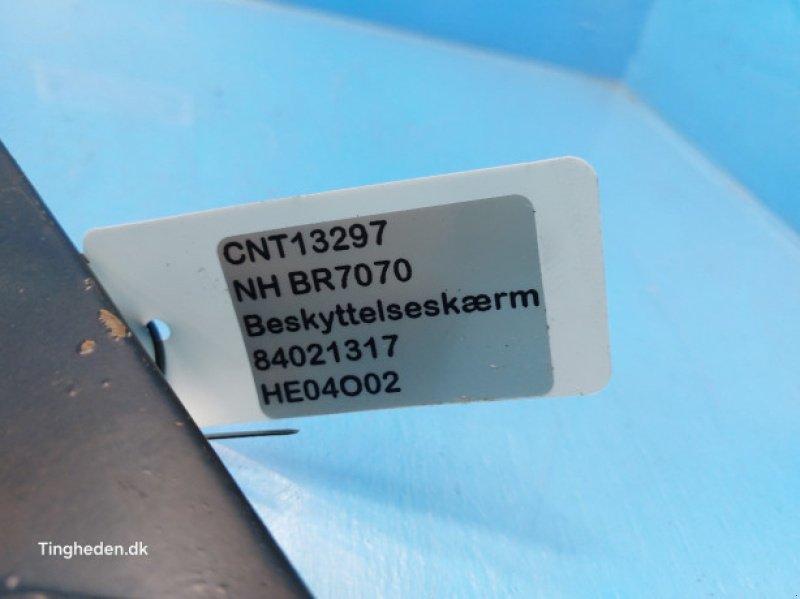 CNT13297
NH BR7070
Beskyttelseskærm
84021317
HE04O02
Tingheden.dk